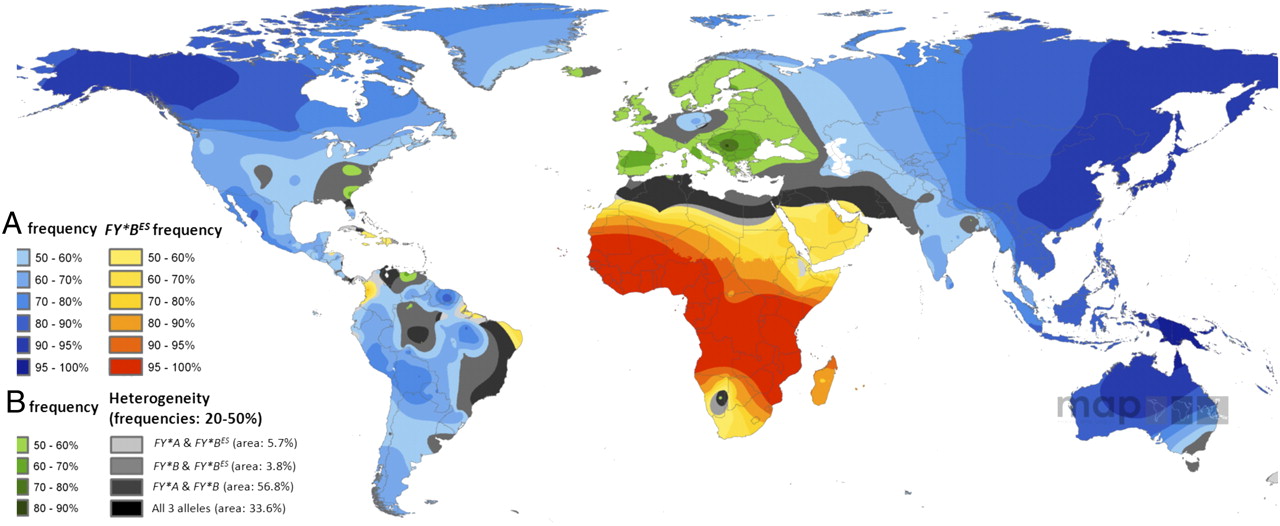 A frequency FY*B^ES frequency
50 - 60% 50 - 60%
60 - 70% 60 - 70%
70 - 80% 70 - 80%
80 - 90% 80 - 90%
90 - 95% 90 - 95%
95 - 100% 95 - 100%
B frequency Heterogeneity
(frequencies: 20-50%)
50 - 60% FY*A & FY*B^ES (area: 5.7%)
60 - 70% FY*B & FY*B^ES (area: 3.8%)
70 - 80% FY*A & FY*B (area: 56.8%)
80 - 90% All 3 alleles (area: 33.6%)
map